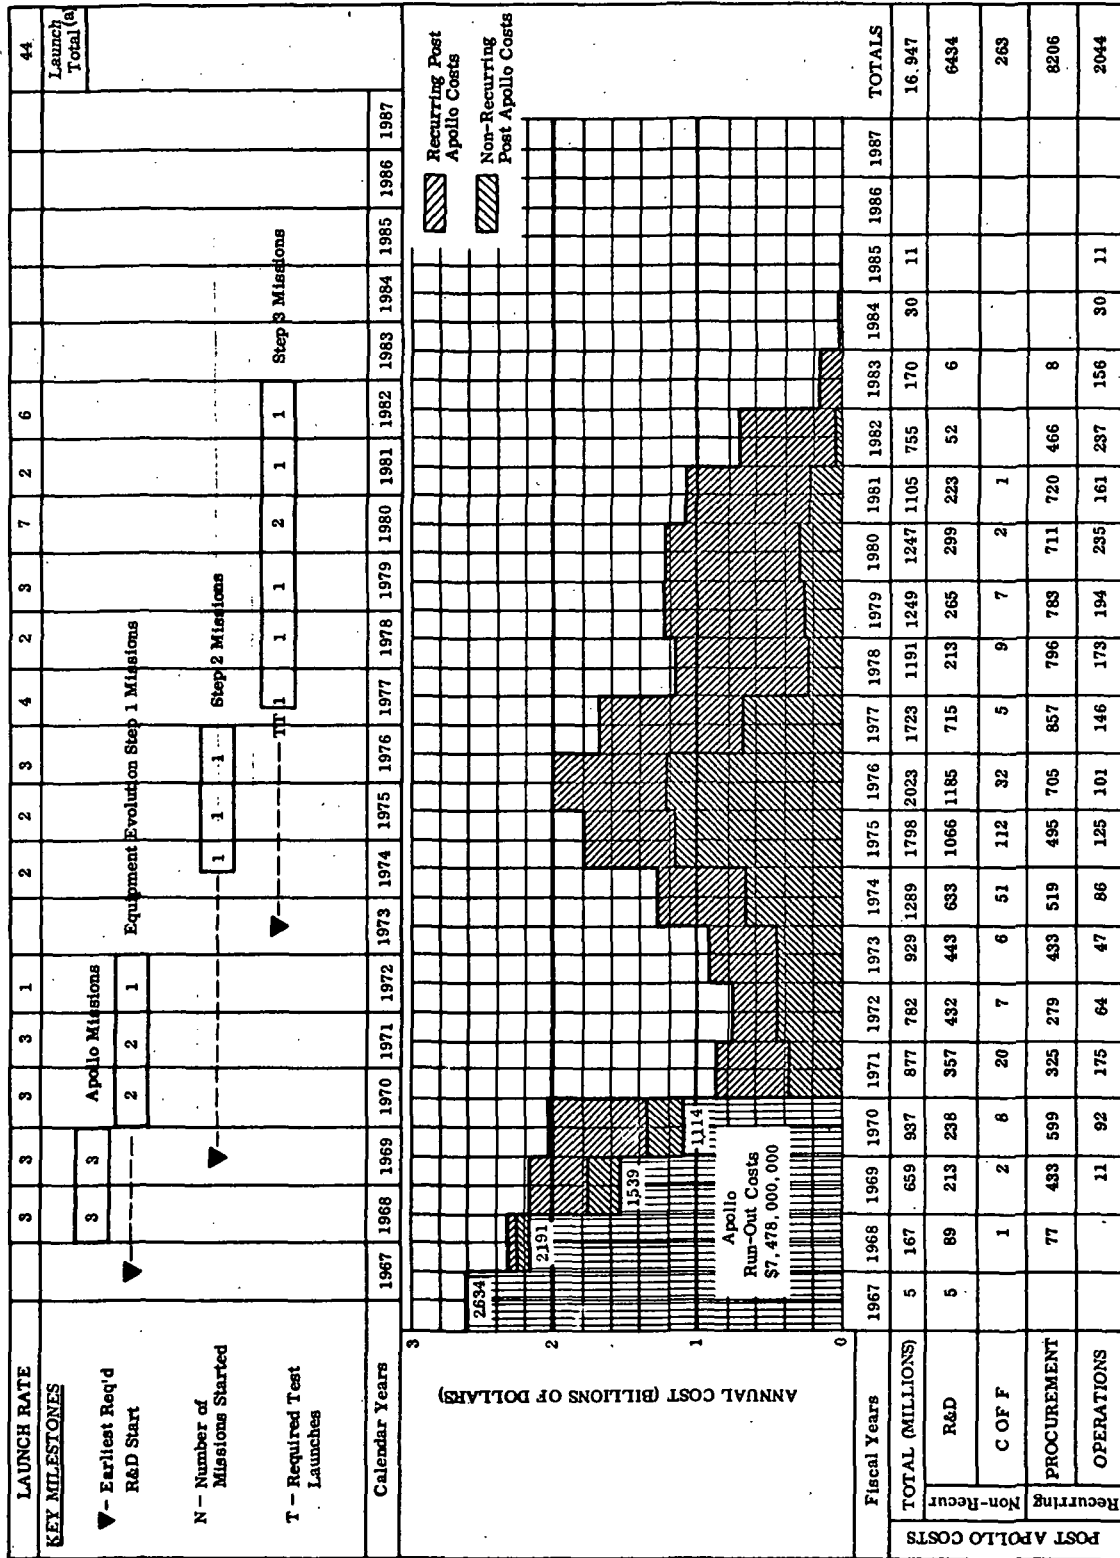 LAUNCH RATE 3 3 3 3 1 2 2 3 4 2 3 7 2 6 44
KEY MILESTONES
Launch Total(a)
▼ – Earliest Req'd
R&D Start
N – Number of
Missions Started
T – Required Test
Launches
3 3 Apollo Missions
2 2 1 Equipment Evolution Step 1 Missions
1 1 1 Step 2 Missions
TT 1 1 1 2 1 1 Step 3 Missions
Calendar Years 1967 1968 1969 1970 1971 1972 1973 1974 1975 1976 1977 1978 1979 1980 1981 1982 1983 1984 1985 1986 1987
ANNUAL COST (BILLIONS OF DOLLARS)
3
2
1
0
2634
2191
1539
1114
Apollo
Run-Out Costs
$7,478,000,000
Recurring Post
Apollo Costs
Non-Recurring
Post Apollo Costs
Fiscal Years 1967 1968 1969 1970 1971 1972 1973 1974 1975 1976 1977 1978 1979 1980 1981 1982 1983 1984 1985 1986 1987 TOTALS
POST APOLLO COSTS
TOTAL (MILLIONS) 5 167 659 937 877 782 929 1289 1798 2023 1723 1191 1249 1247 1105 755 170 30 11 16.947
Non-Recur
R&D 5 89 213 238 357 432 443 633 1066 1185 715 213 265 299 223 52 6 6434
C OF F 1 2 8 20 7 6 51 112 32 5 9 7 2 1 263
Recurring
PROCUREMENT 77 433 599 325 279 433 519 495 705 857 796 783 711 720 466 8 8206
OPERATIONS 11 92 175 64 47 86 125 101 146 173 194 235 161 237 156 30 11 2044